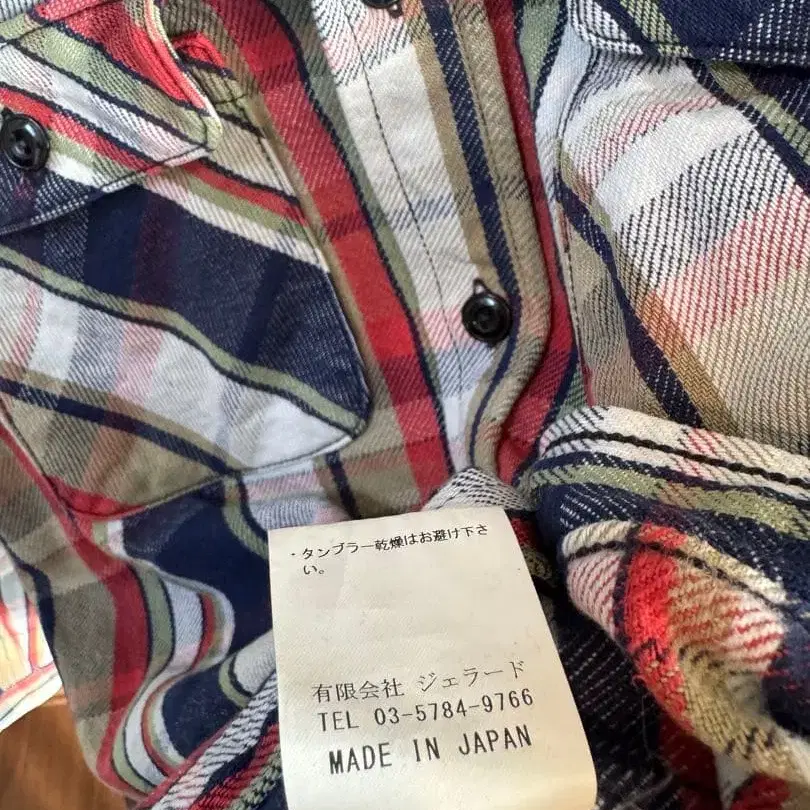 ・タンブラー乾燥はお避け下さ
い。
有限会社 ジェラード
TEL 03-5784-9766
MADE IN JAPAN